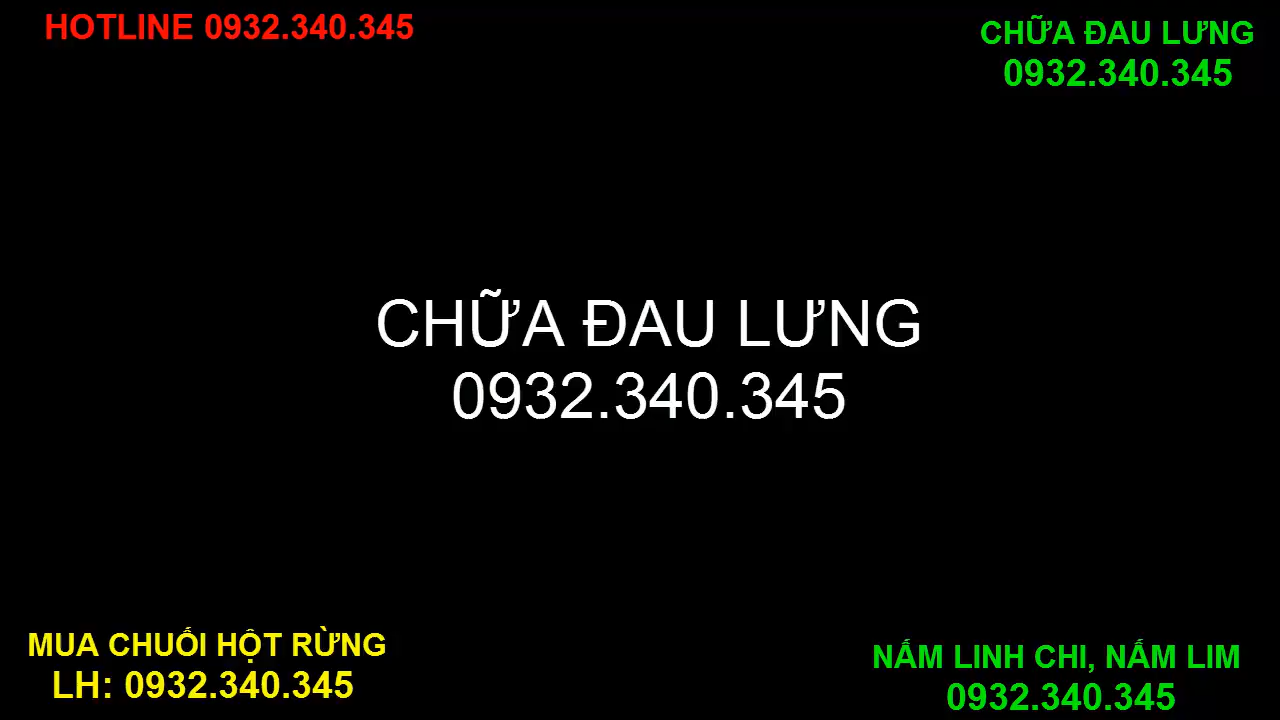 HOTLINE 0932.340.345
CHỮA ĐAU LƯNG
0932.340.345
CHỮA ĐAU LƯNG
0932.340.345
MUA CHUỐI HỘT RỪNG
LH: 0932.340.345
NẤM LINH CHI, NẤM LIM
0932.340.345